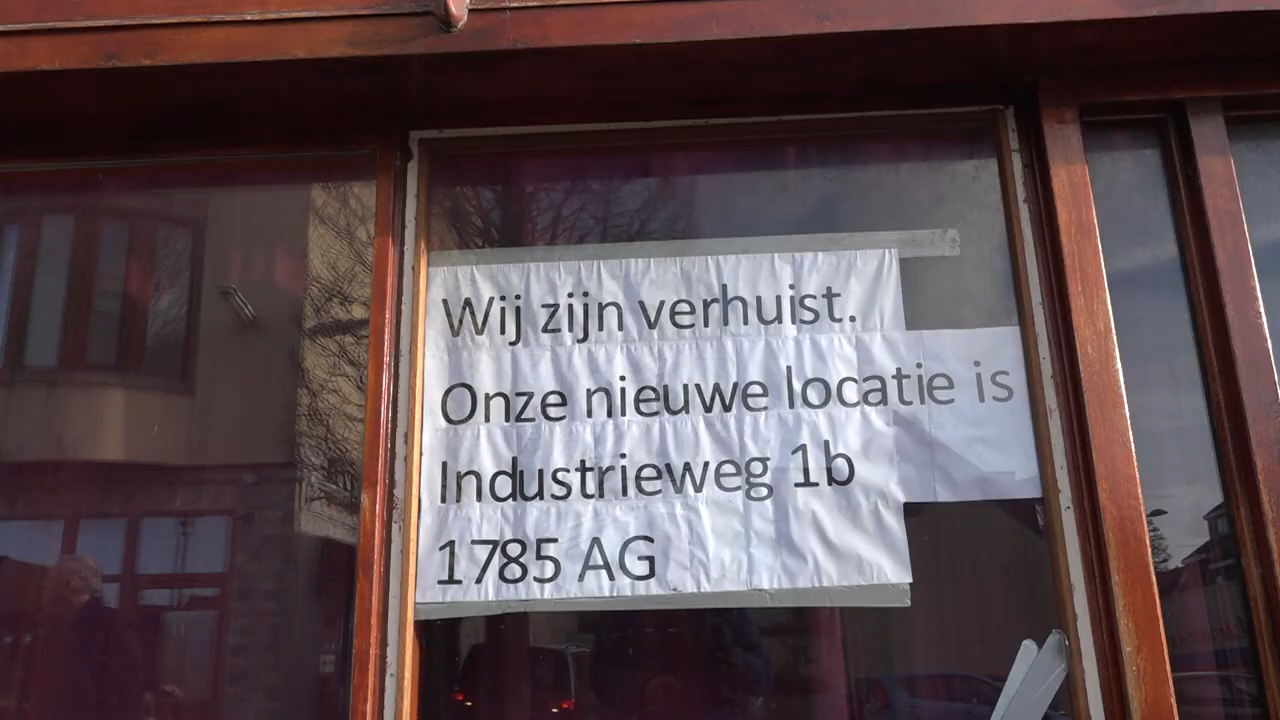 Wij zijn verhuist.
Onze nieuwe locatie is
Industrieweg 1b
1785 AG